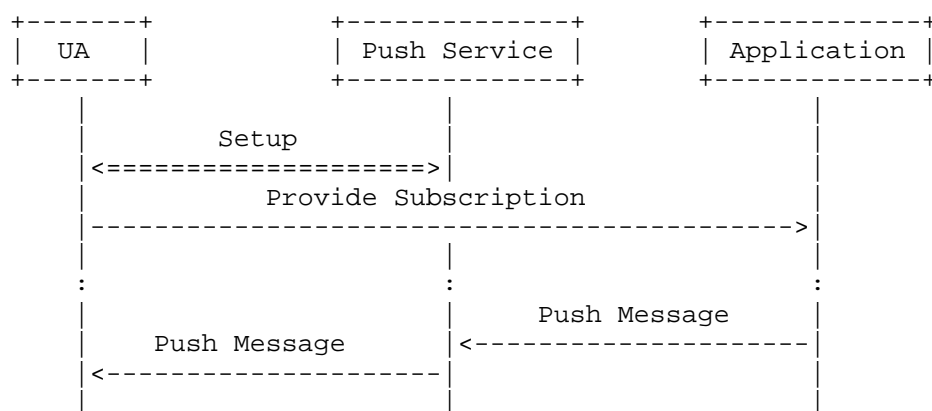 UA Push Service Application
Setup
Provide Subscription
Push Message
Push Message